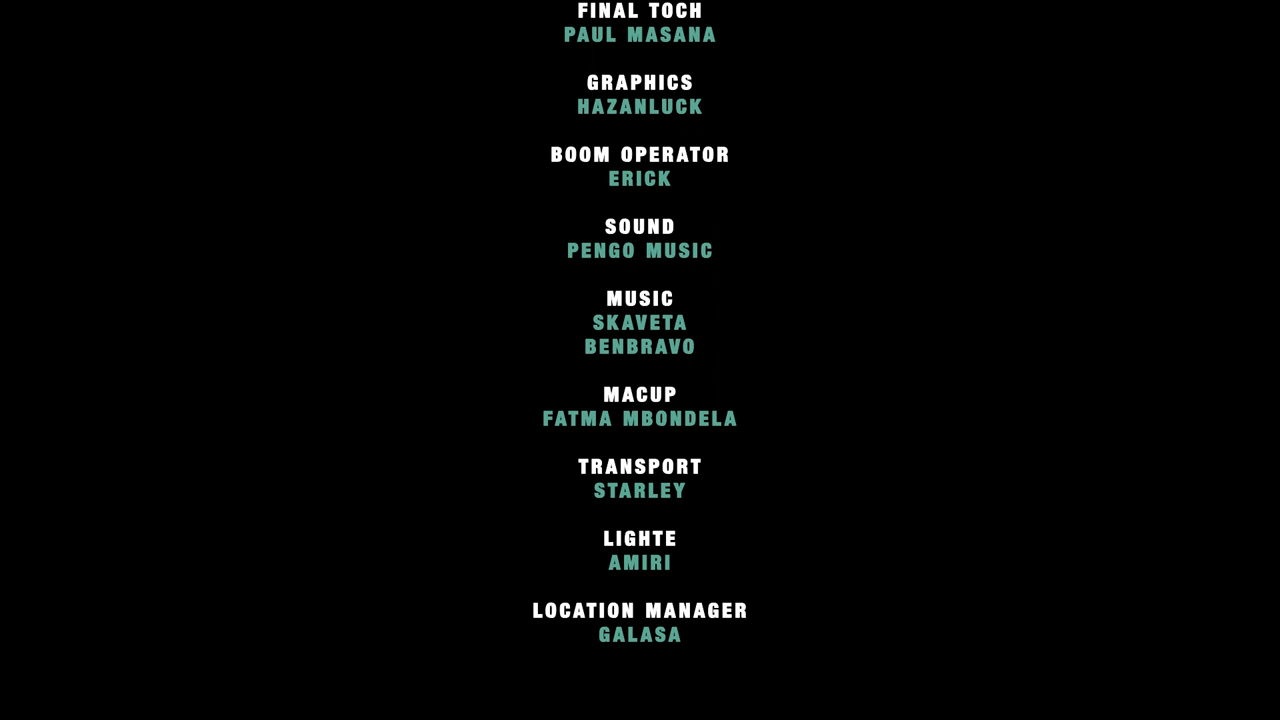 FINAL TOCH
PAUL MASANA
GRAPHICS
HAZANLUCK
BOOM OPERATOR
ERICK
SOUND
PENGO MUSIC
MUSIC
SKAVETA
BENBRAVO
MACUP
FATMA MBONDELA
TRANSPORT
STARLEY
LIGHTE
AMIRI
LOCATION MANAGER
GALASA